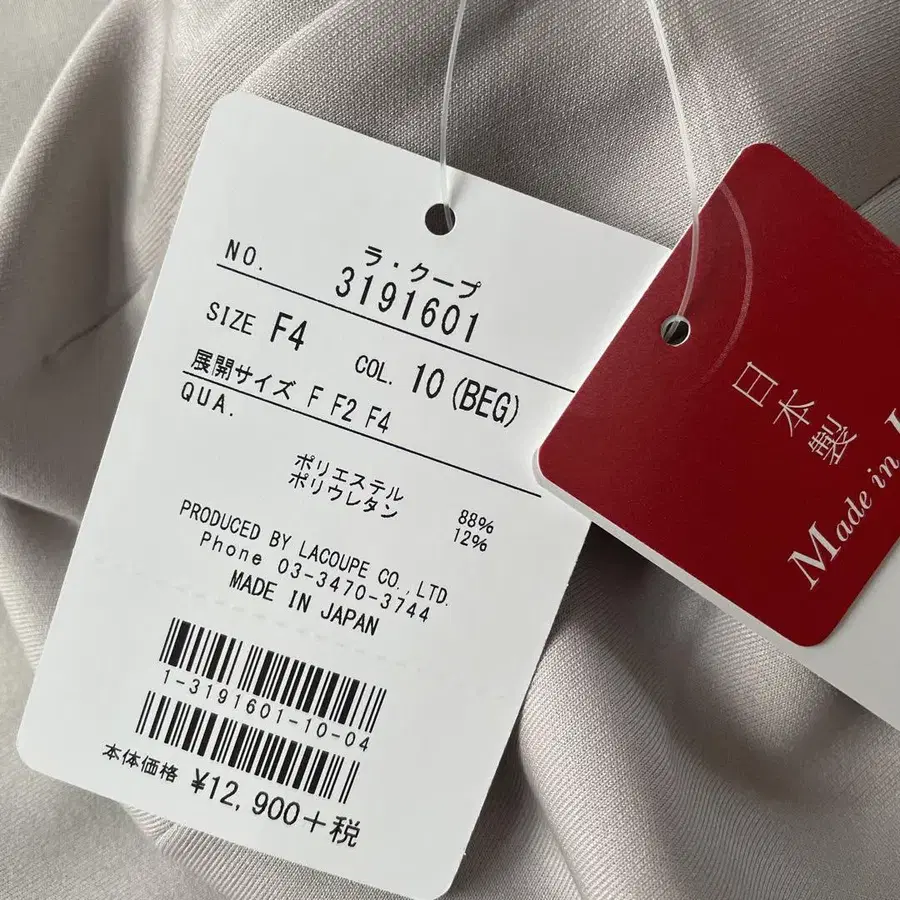 ラ・クープ
NO. 3191601
SIZE F4 COL. 10(BEG)
展開サイズ F F2 F4
QUA.
ポリエステル 88%
ポリウレタン 12%
PRODUCED BY LACOUPE CO.,LTD.
Phone 03-3470-3744
MADE IN JAPAN
1-3191601-10-04
本体価格 ¥12,900+税
日本製
Made in